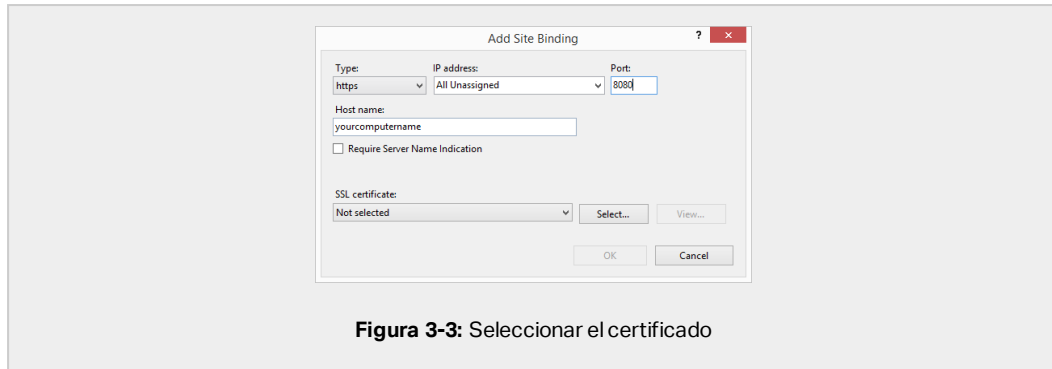 Add Site Binding
?
×
Type: IP address: Port:
https All Unassigned 8080
Host name:
yourcomputername
Require Server Name Indication
SSL certificate:
Not selected Select... View...
OK Cancel
Figura 3-3: Seleccionar el certificado